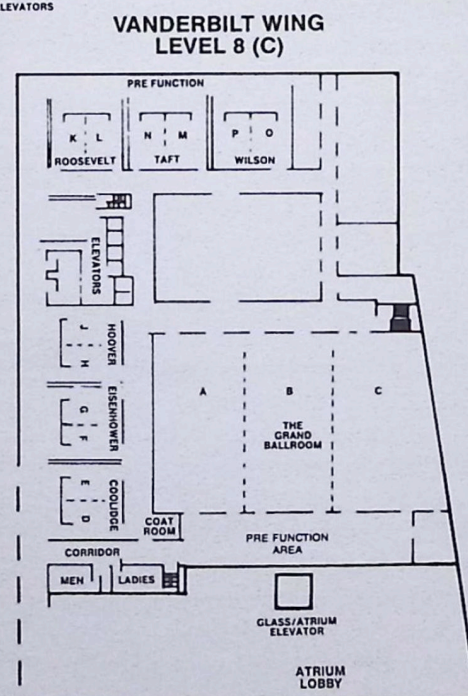 LEVATORS
VANDERBILT WING
LEVEL 8 (C)
PRE FUNCTION
K L
N M
P O
ROOSEVELT
TAFT
WILSON
ELEVATORS
J
H
HOOVER
G
F
EISENHOWER
E
D
COOLIDGE
A
B
C
THE
GRAND
BALLROOM
COAT
ROOM
PRE FUNCTION
AREA
CORRIDOR
MEN
LADIES
GLASS/ATRIUM
ELEVATOR
ATRIUM
LOBBY